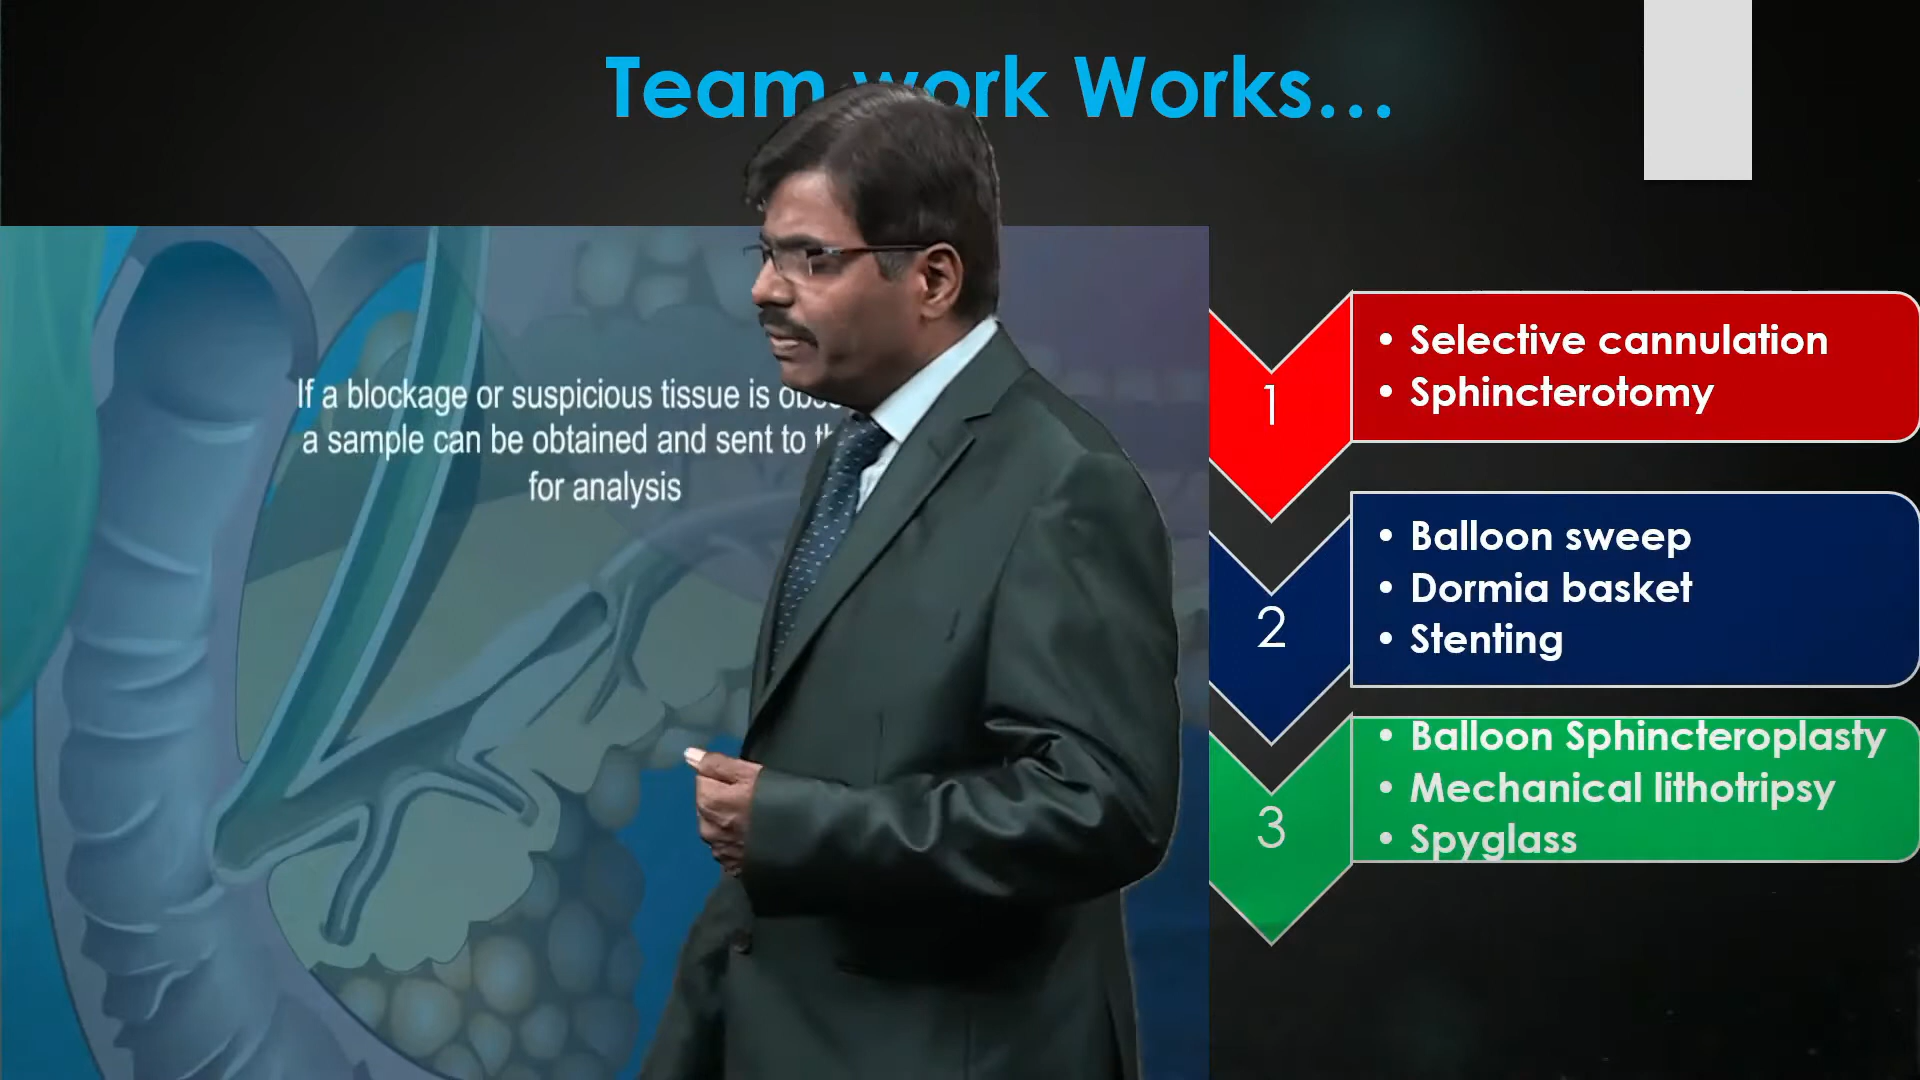 Team work Works...
If a blockage or suspicious tissue is
a sample can be obtained and sent to
for analysis
1
• Selective cannulation
• Sphincterotomy
2
• Balloon sweep
• Dormia basket
• Stenting
3
• Balloon Sphincteroplasty
• Mechanical lithotripsy
• Spyglass